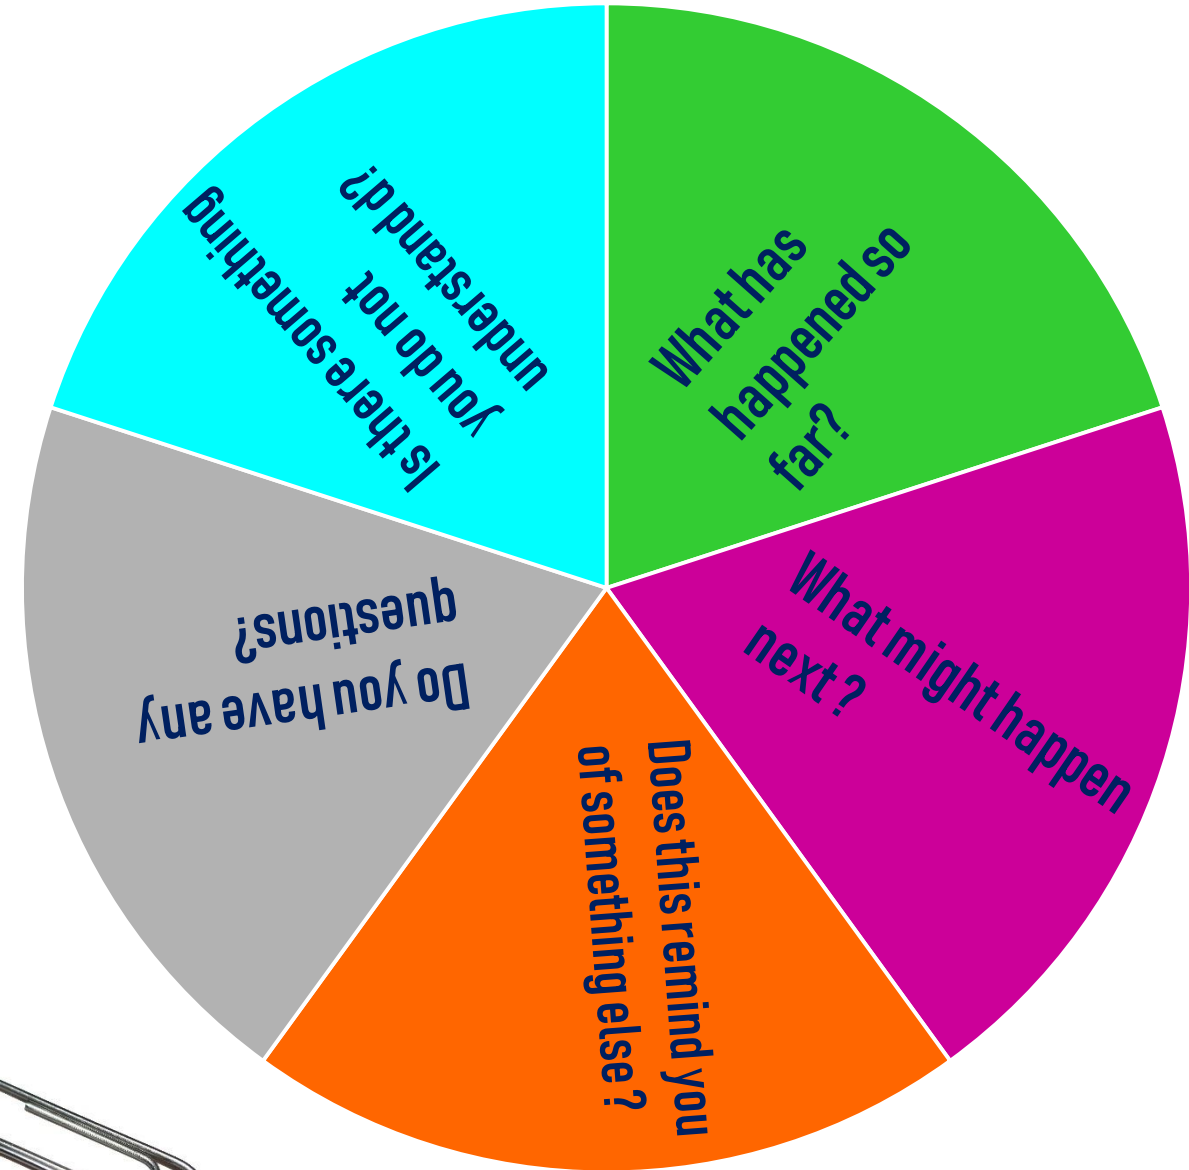 What has
happened so
far?
What might happen
next ?
Does this remind you
of something else ?
Do you have any
questions?
Is there something
you do not
understand?